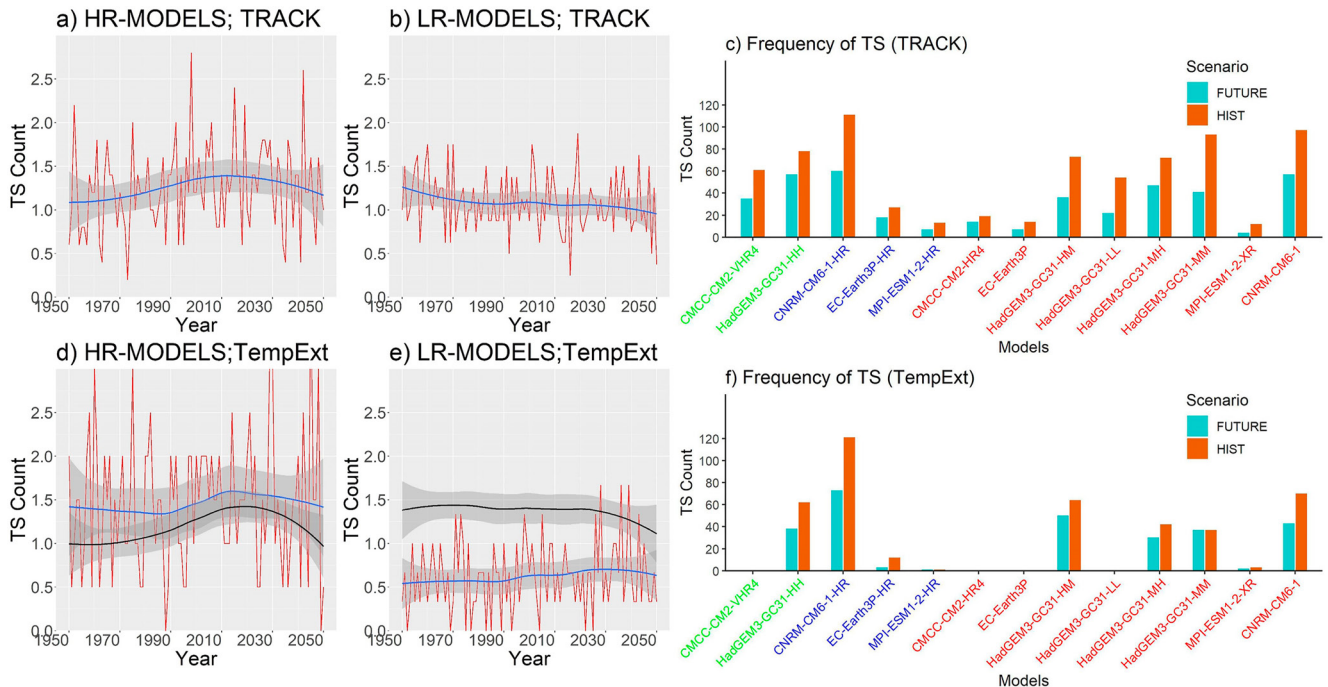 a) HR-MODELS; TRACK
TS Count
2.5
2.0
1.5
1.0
0.5
0.0
1950 1970 1990 2010 2030 2050
Year
b) LR-MODELS; TRACK
TS Count
2.5
2.0
1.5
1.0
0.5
0.0
1950 1970 1990 2010 2030 2050
Year
c) Frequency of TS (TRACK)
Scenario
FUTURE
HIST
TS Count
120
100
80
60
40
20
0
CMCC-CM2-VHR4
HadGEM3-GC31-HH
CNRM-CM6-1-HR
EC-Earth3P-HR
MPI-ESM1-2-HR
CMCC-CM2-HR4
EC-Earth3P
HadGEM3-GC31-HM
HadGEM3-GC31-LL
HadGEM3-GC31-MH
HadGEM3-GC31-MM
MPI-ESM1-2-XR
CNRM-CM6-1
Models
d) HR-MODELS;TempExt
TS Count
2.5
2.0
1.5
1.0
0.5
0.0
1950 1970 1990 2010 2030 2050
Year
e) LR-MODELS;TempExt
TS Count
2.5
2.0
1.5
1.0
0.5
0.0
1950 1970 1990 2010 2030 2050
Year
f) Frequency of TS (TempExt)
Scenario
FUTURE
HIST
TS Count
120
100
80
60
40
20
0
CMCC-CM2-VHR4
HadGEM3-GC31-HH
CNRM-CM6-1-HR
EC-Earth3P-HR
MPI-ESM1-2-HR
CMCC-CM2-HR4
EC-Earth3P
HadGEM3-GC31-HM
HadGEM3-GC31-LL
HadGEM3-GC31-MH
HadGEM3-GC31-MM
MPI-ESM1-2-XR
CNRM-CM6-1
Models